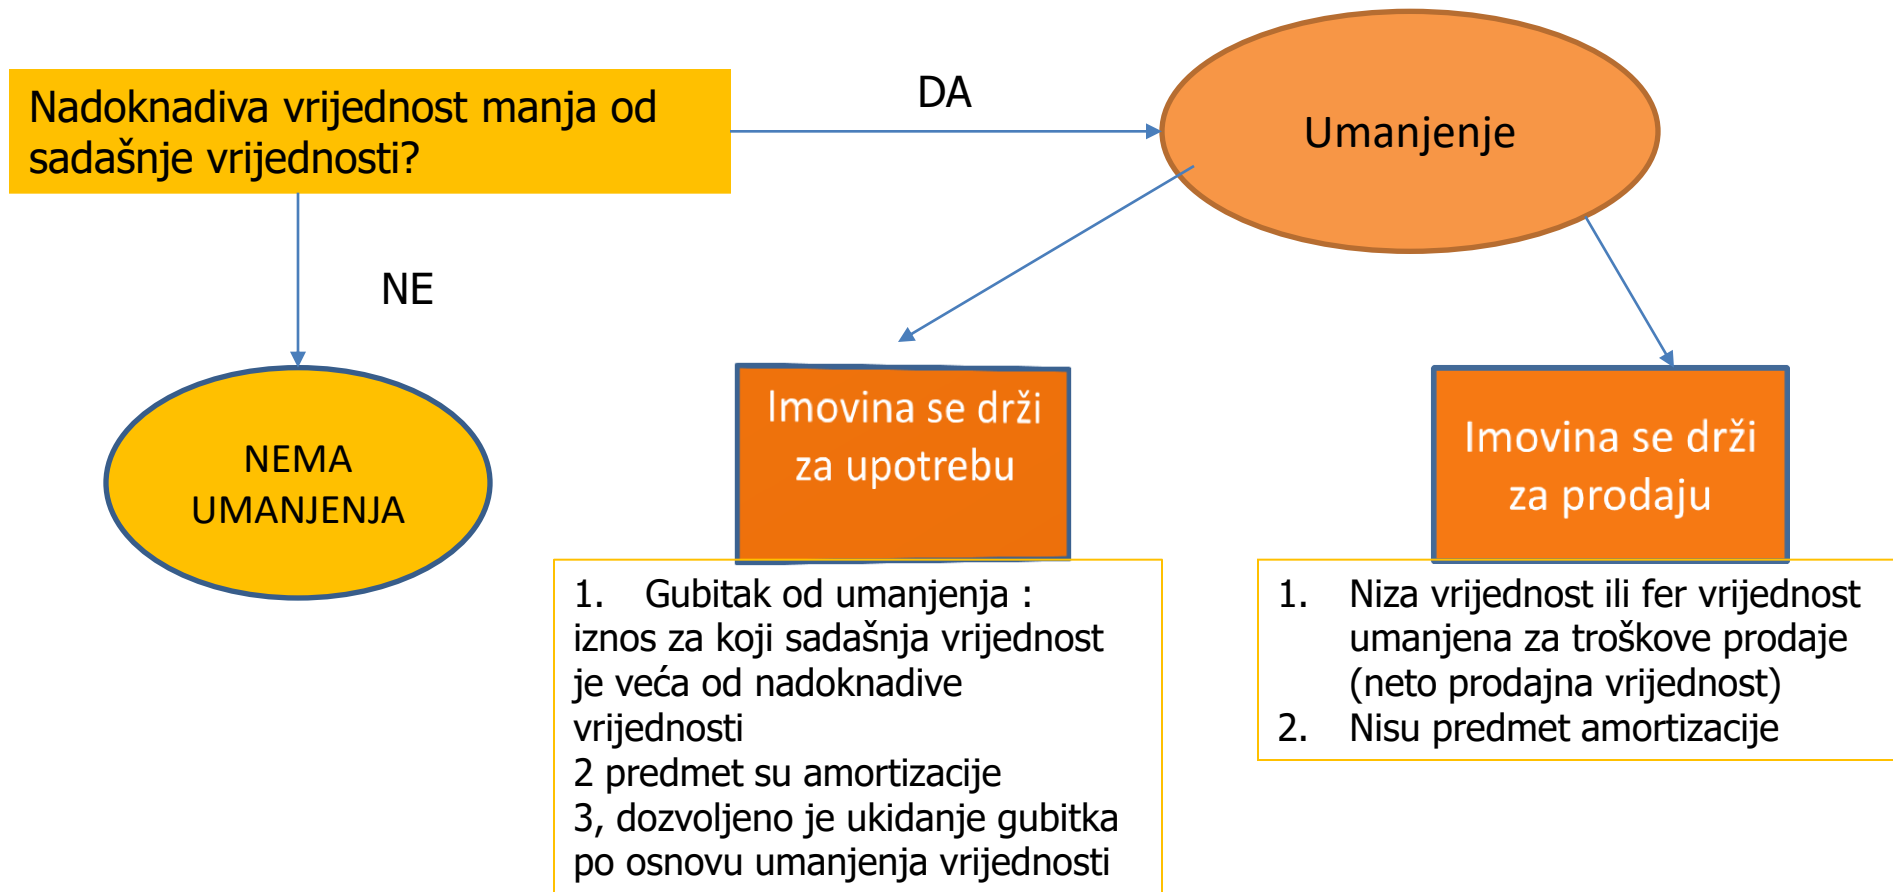 Nadoknadiva vrijednost manja od
sadašnje vrijednosti?
DA
Umanjenje
NE
NEMA
UMANJENJA
Imovina se drži
za upotrebu
Imovina se drži
za prodaju
1. Gubitak od umanjenja :
iznos za koji sadašnja vrijednost
je veća od nadoknadive
vrijednosti
2 predmet su amortizacije
3, dozvoljeno je ukidanje gubitka
po osnovu umanjenja vrijednosti
1. Niza vrijednost ili fer vrijednost
umanjena za troškove prodaje
(neto prodajna vrijednost)
2. Nisu predmet amortizacije